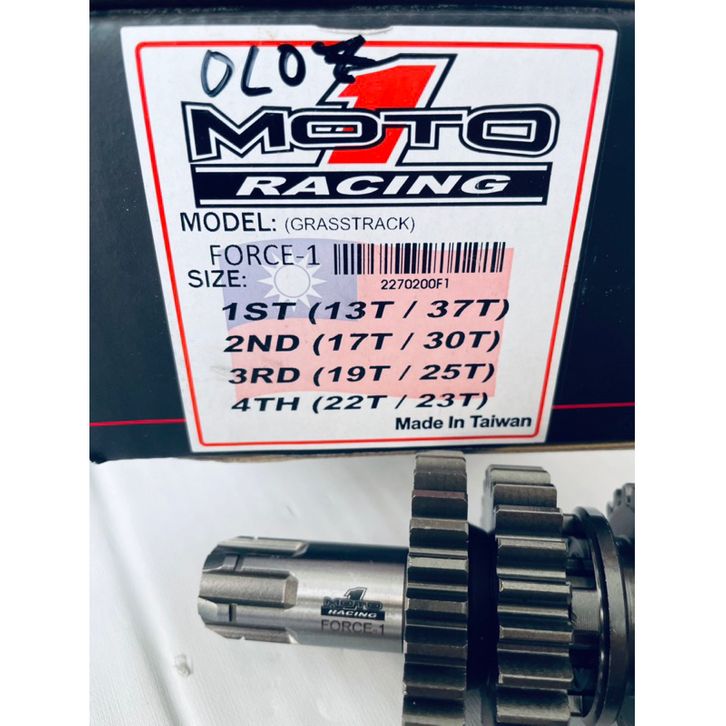 MOTO 1
RACING
MODEL: (GRASSTRACK)
FORCE-1
2270200F1
SIZE:
1ST (13T / 37T)
2ND (17T / 30T)
3RD (19T / 25T)
4TH (22T / 23T)
Made In Taiwan
MOTO 1
RACING
FORCE-1